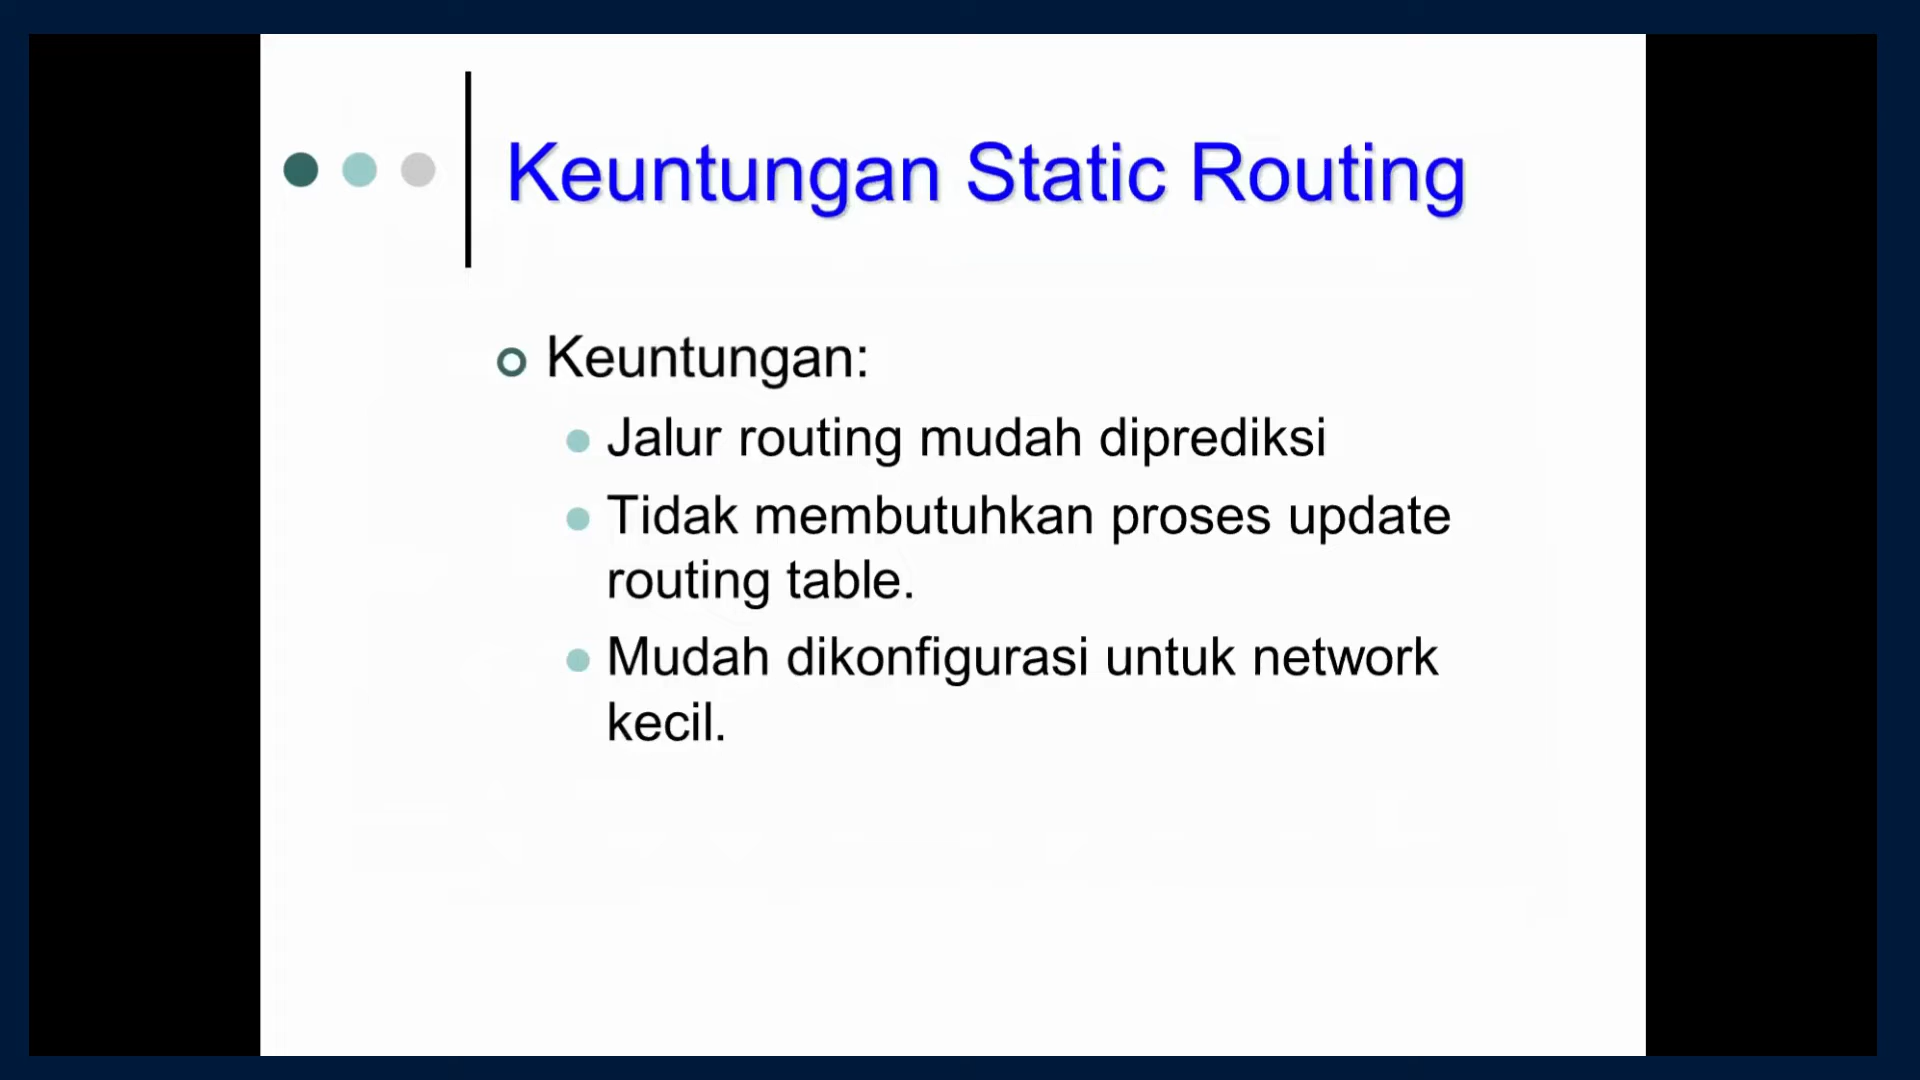 Keuntungan Static Routing
Keuntungan:
Jalur routing mudah diprediksi
Tidak membutuhkan proses update
routing table.
Mudah dikonfigurasi untuk network
kecil.